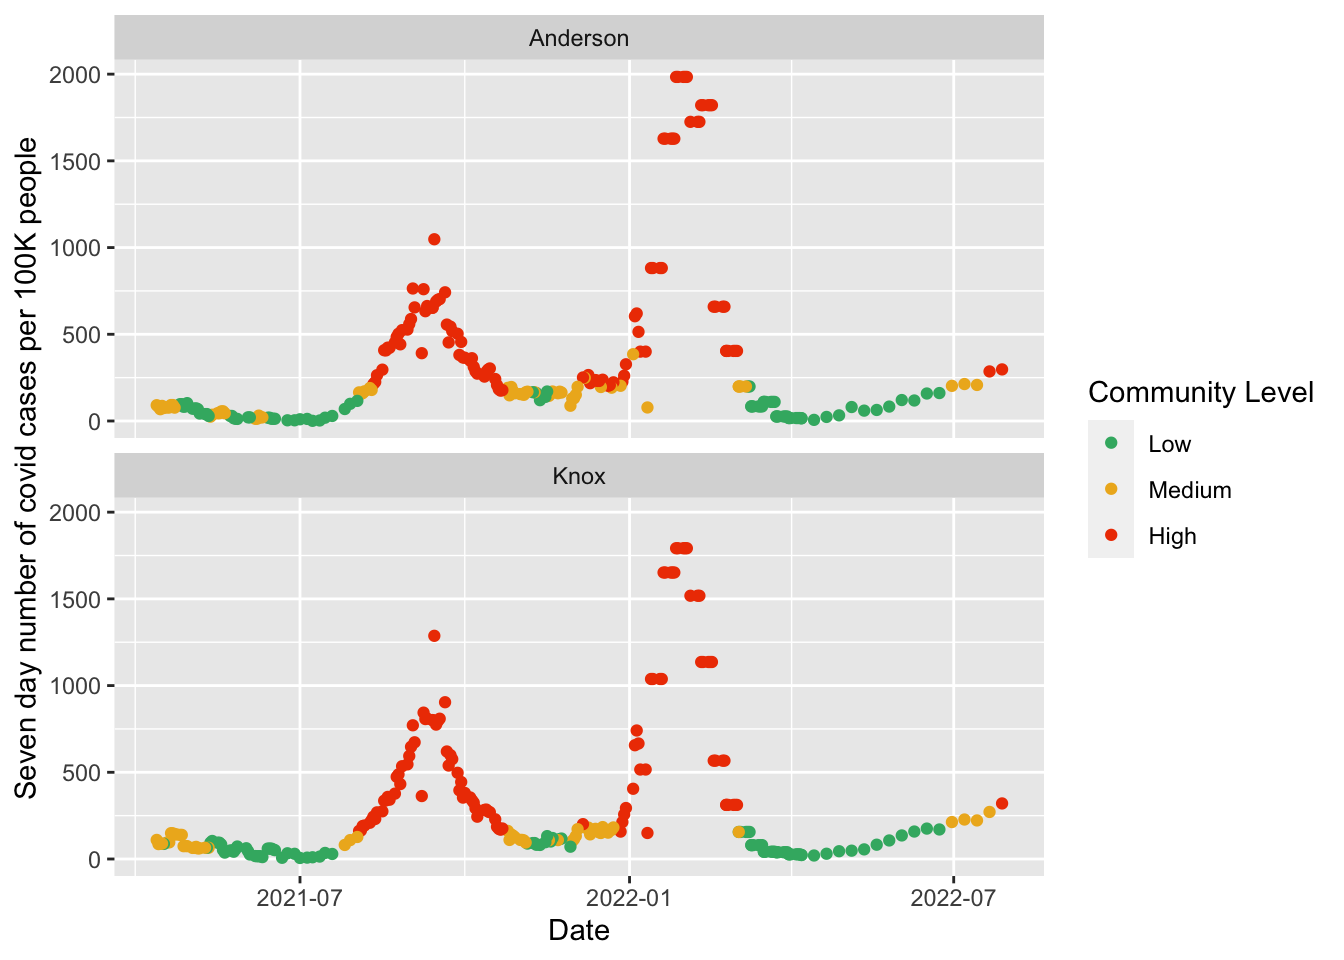 Anderson
2000
1500
1000
500
0
Knox
2000
1500
1000
500
0
2021-07
2022-01
2022-07
Date
Seven day number of covid cases per 100K people
Community Level
Low
Medium
High